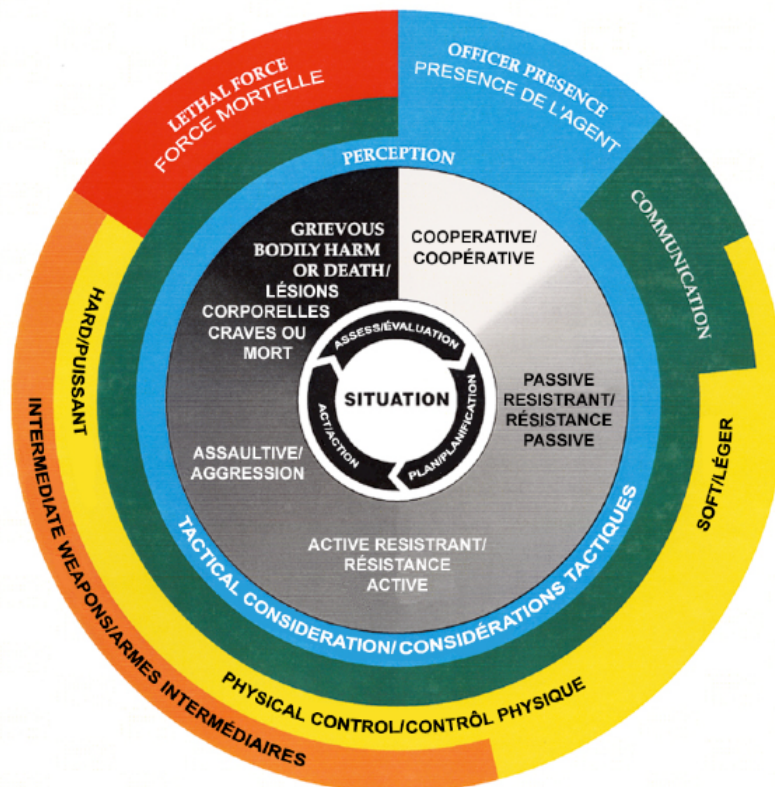 LETHAL FORCE
FORCE MORTELLE
OFFICER PRESENCE
PRESENCE DE L'AGENT
COMMUNICATION
PERCEPTION
GRIEVOUS
BODILY HARM
OR DEATH/
LÉSIONS
CORPORELLES
CRAVES OU
MORT
COOPERATIVE/
COOPÉRATIVE
ASSESS/ÉVALUATION
SITUATION
PLAN/PLANIFICATION
ACT/ACTION
PASSIVE
RESISTRANT/
RÉSISTANCE
PASSIVE
ASSAULTIVE/
AGGRESSION
ACTIVE RESISTRANT/
RÉSISTANCE
ACTIVE
TACTICAL CONSIDERATION/CONSIDÉRATIONS TACTIQUES
HARD/PUISSANT
SOFT/LÉGER
PHYSICAL CONTROL/CONTRÔL PHYSIQUE
INTERMEDIATE WEAPONS/ARMES INTERMÉDIAIRES